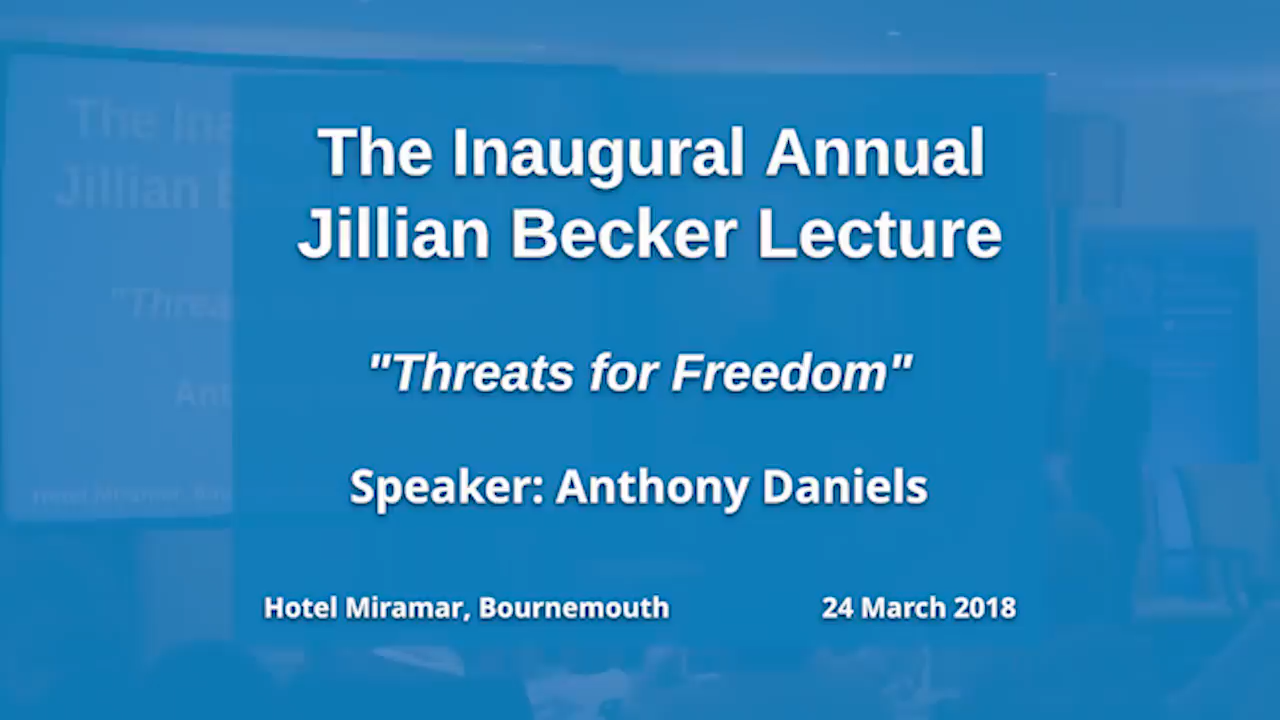 The Inaugural Annual
Jillian Becker Lecture
"Threats for Freedom"
Speaker: Anthony Daniels
Hotel Miramar, Bournemouth
24 March 2018